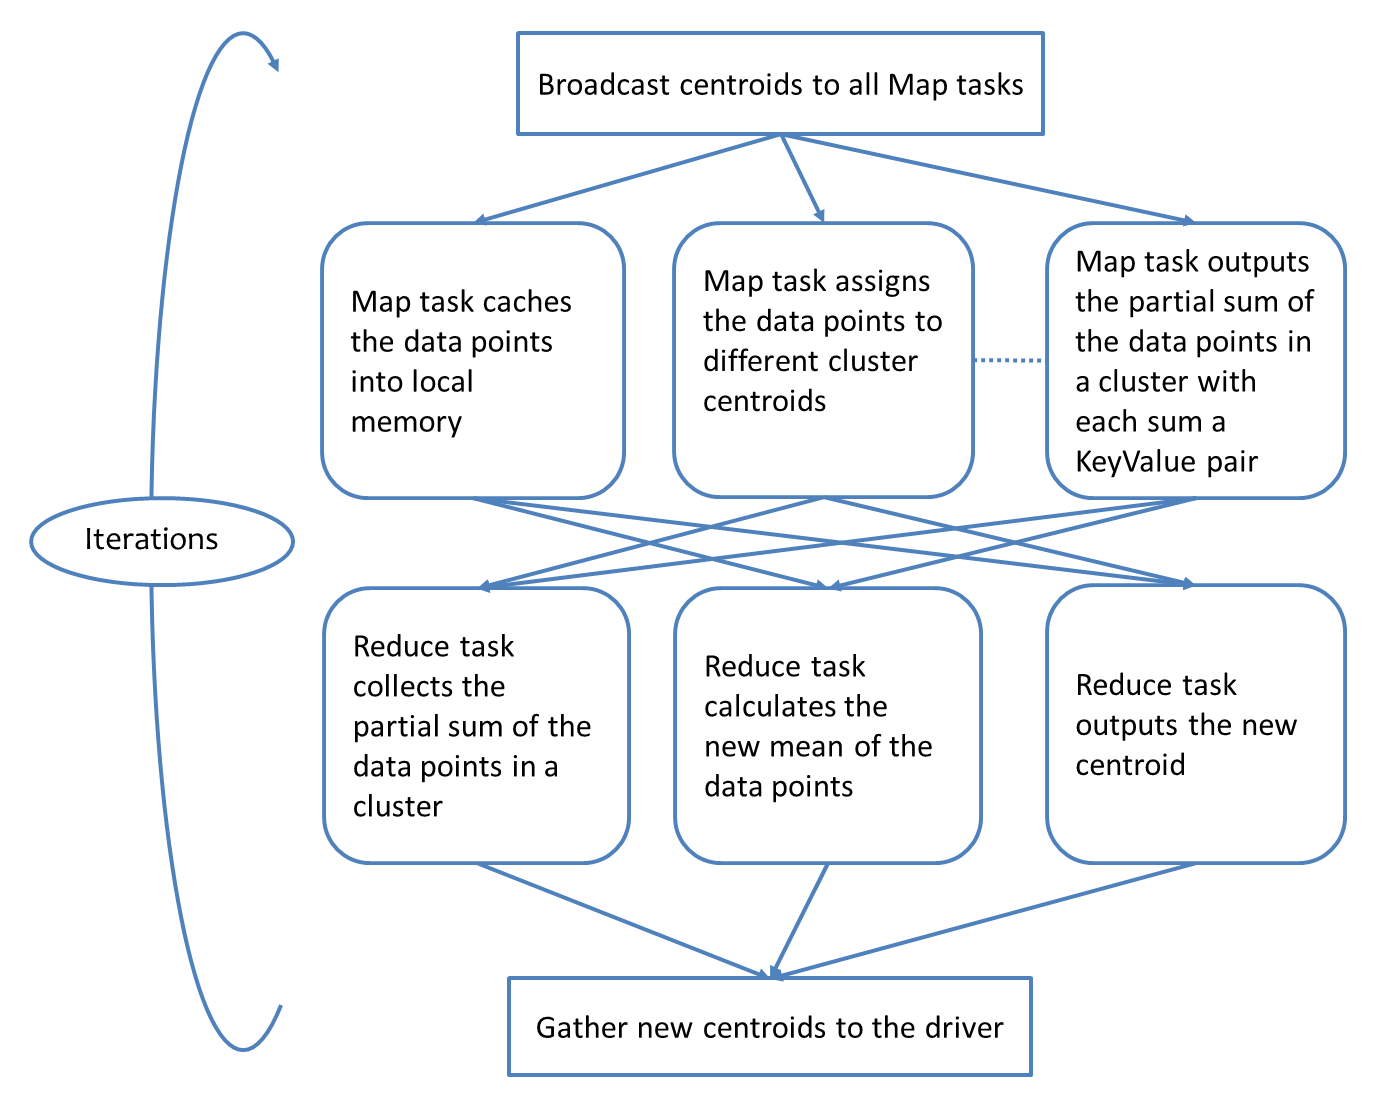 Broadcast centroids to all Map tasks
Map task caches
the data points
into local
memory
Map task assigns
the data points to
different cluster
centroids
Map task outputs
the partial sum of
the data points in
a cluster with
each sum a
KeyValue pair
Iterations
Reduce task
collects the
partial sum of the
data points in a
cluster
Reduce task
calculates the
new mean of the
data points
Reduce task
outputs the new
centroid
Gather new centroids to the driver